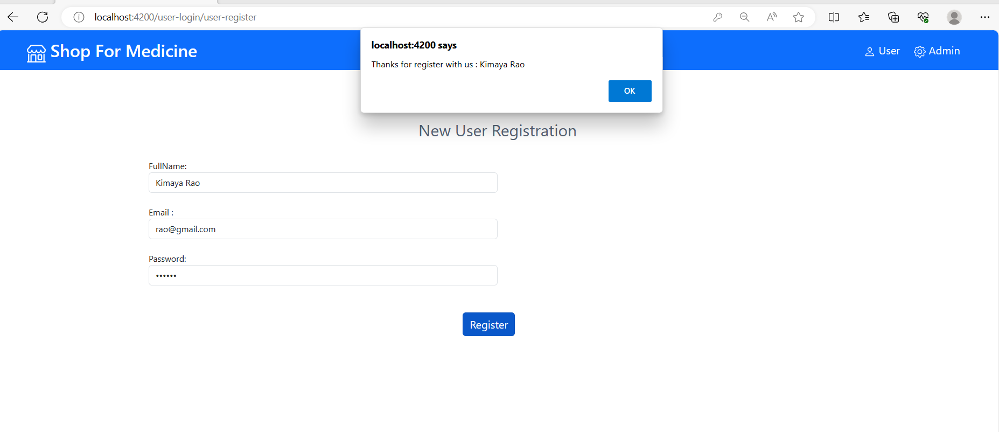 localhost:4200/user-login/user-register
localhost:4200 says
Thanks for register with us : Kimaya Rao
OK
Shop For Medicine
User
Admin
New User Registration
FullName:
Kimaya Rao
Email :
rao@gmail.com
Password:
••••••
Register